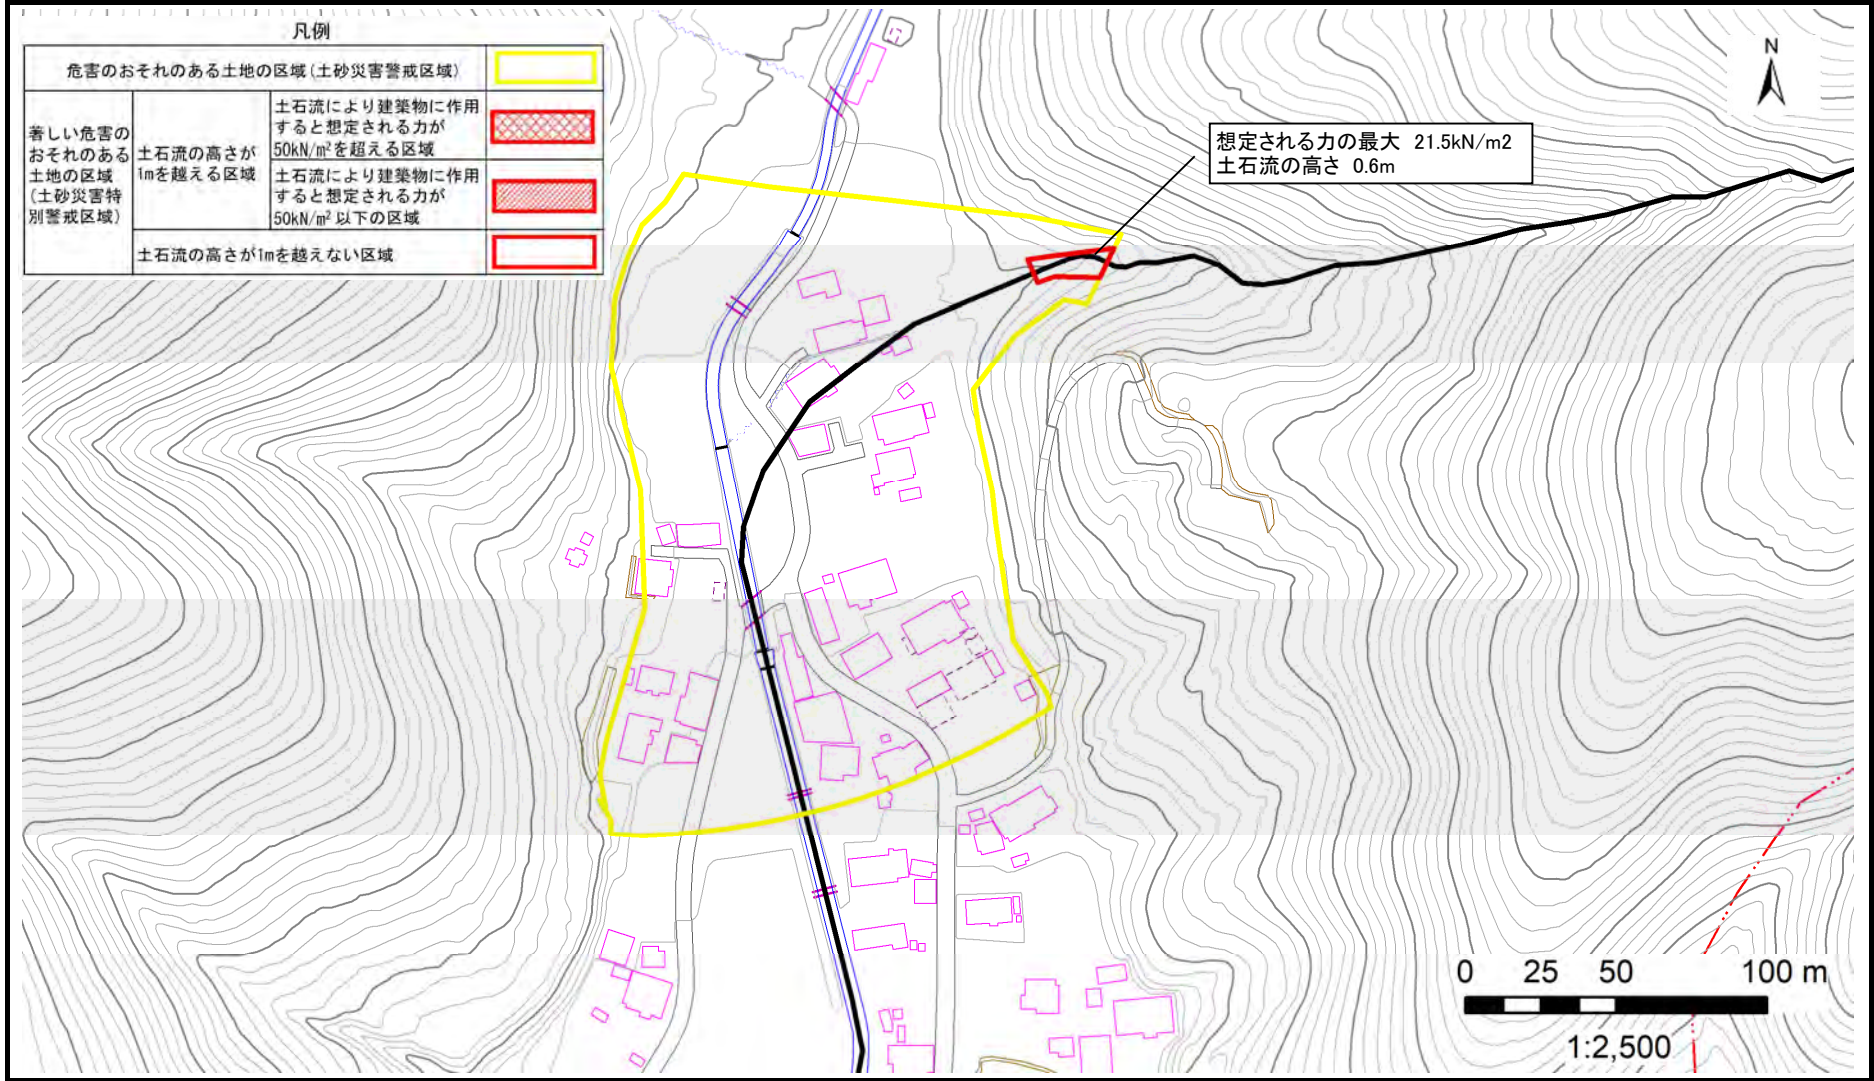 凡例
危害のおそれのある土地の区域(土砂災害警戒区域)
著しい危害の
おそれのある
土地の区域
(土砂災害特
別警戒区域)
土石流の高さが
1mを越える区域
土石流により建築物に作用
すると想定される力が
50kN/㎡を超える区域
土石流により建築物に作用
すると想定される力が
50kN/㎡以下の区域
土石流の高さが1mを越えない区域
想定される力の最大 21.5kN/m2
土石流の高さ 0.6m
N
0 25 50 100 m
1:2,500